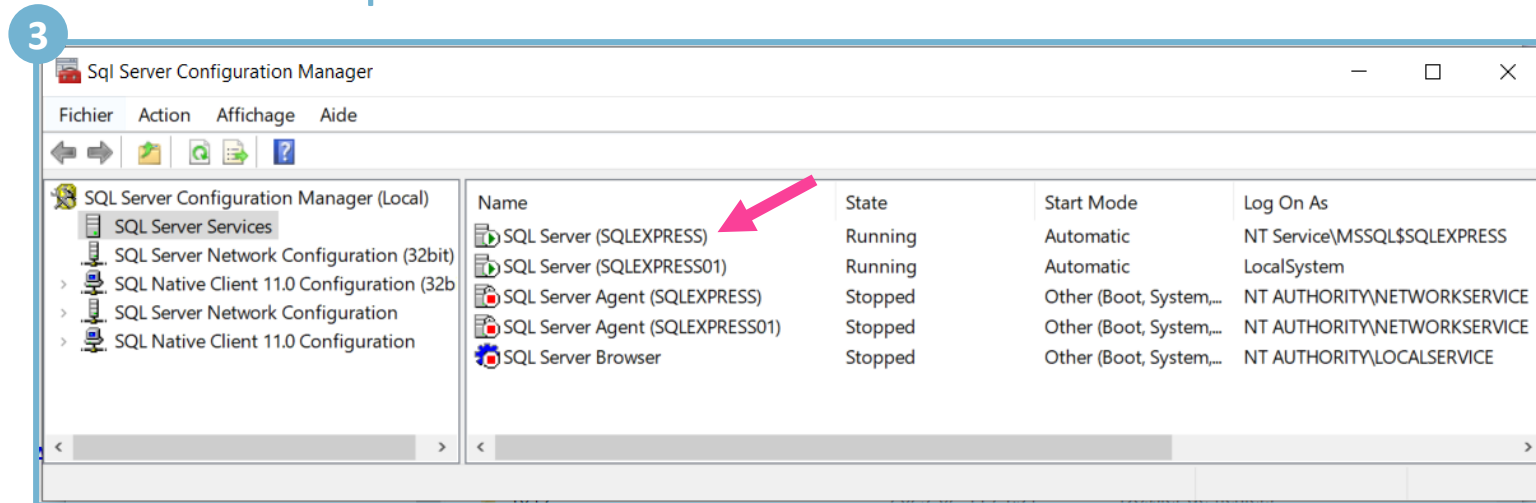 3
Sql Server Configuration Manager
Fichier Action Affichage Aide
SQL Server Configuration Manager (Local)
SQL Server Services
SQL Server Network Configuration (32bit)
SQL Native Client 11.0 Configuration (32b
SQL Server Network Configuration
SQL Native Client 11.0 Configuration
Name State Start Mode Log On As
SQL Server (SQLEXPRESS) Running Automatic NT Service\MSSQL$SQLEXPRESS
SQL Server (SQLEXPRESS01) Running Automatic LocalSystem
SQL Server Agent (SQLEXPRESS) Stopped Other (Boot, System,... NT AUTHORITY\NETWORKSERVICE
SQL Server Agent (SQLEXPRESS01) Stopped Other (Boot, System,... NT AUTHORITY\NETWORKSERVICE
SQL Server Browser Stopped Other (Boot, System,... NT AUTHORITY\LOCALSERVICE